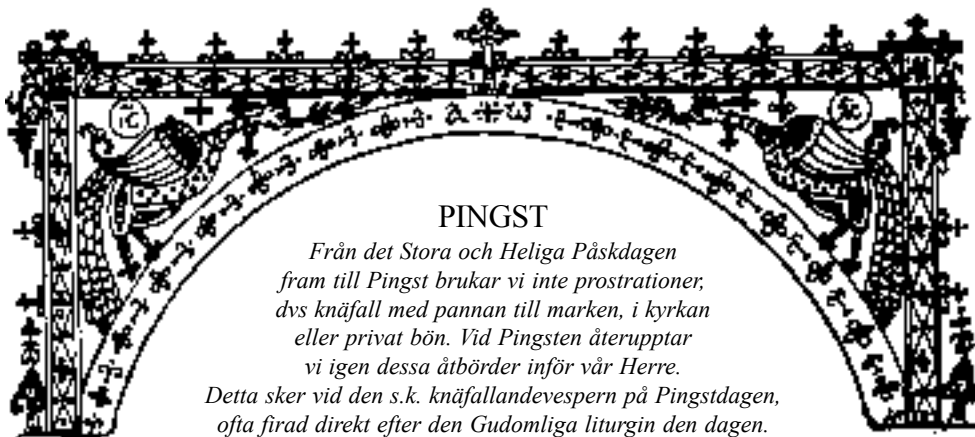 ΙC
XC
α + ω
PINGST
Från det Stora och Heliga Påskdagen
fram till Pingst brukar vi inte prostrationer,
dvs knäfall med pannan till marken, i kyrkan
eller privat bön. Vid Pingsten återupptar
vi igen dessa åtbörder inför vår Herre.
Detta sker vid den s.k. knäfallandevespern på Pingstdagen,
ofta firad direkt efter den Gudomliga liturgin den dagen.